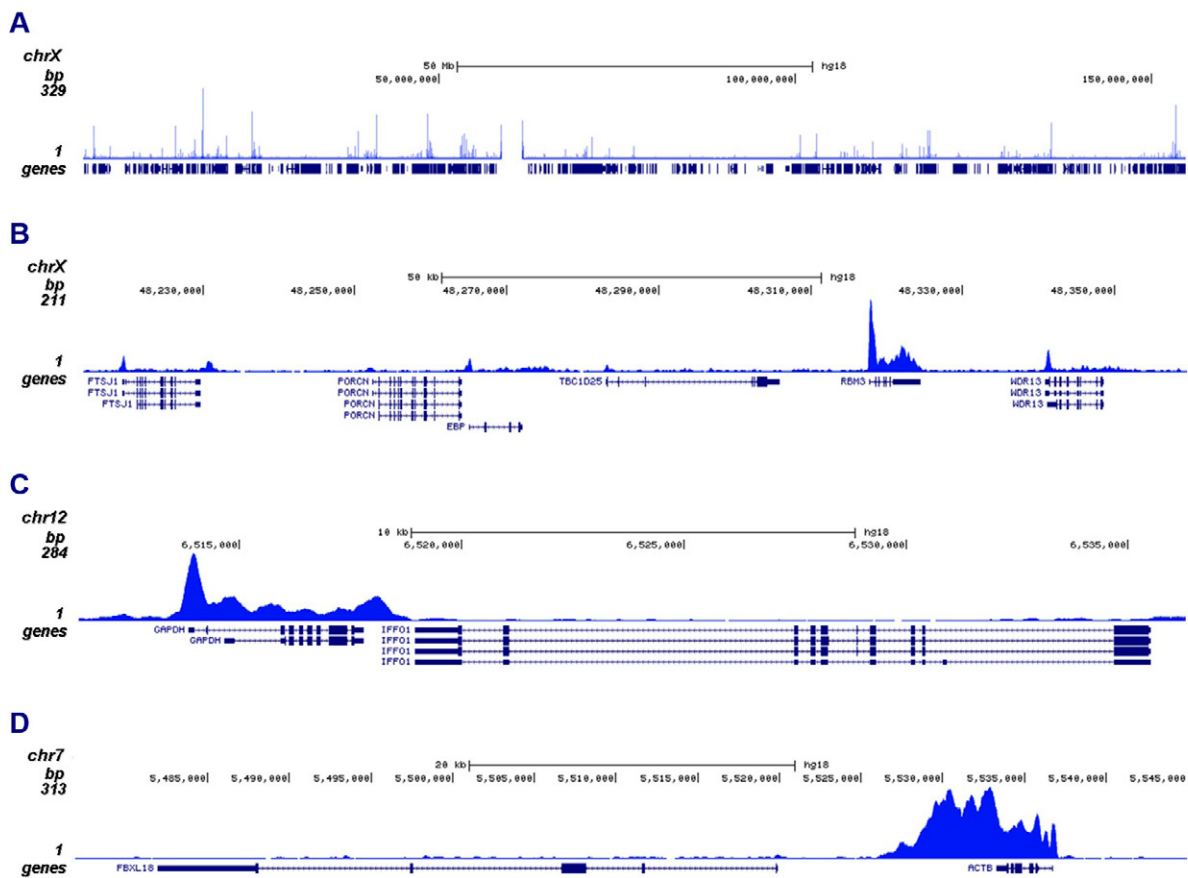 A
chrX
bp
329
50 Mb hg18
50,000,000 100,000,000 150,000,000
1
genes
B
chrX
bp
211
50 kb hg18
48,230,000 48,250,000 48,270,000 48,290,000 48,310,000 48,330,000 48,350,000
1
genes
FTSJ1 PORCN TBC1D25 RBM3 WDR13
FTSJ1 PORCN WDR13
FTSJ1 PORCN WDR13
PORCN
EBP
C
chr12
bp
284
10 kb hg18
6,515,000 6,520,000 6,525,000 6,530,000 6,535,000
1
genes
GAPDH IFFO1
GAPDH IFFO1
IFFO1
IFFO1
D
chr7
bp
313
20 kb hg18
5,485,000 5,490,000 5,495,000 5,500,000 5,505,000 5,510,000 5,515,000 5,520,000 5,525,000 5,530,000 5,535,000 5,540,000 5,545,000
1
genes
FBXL18 ACTB